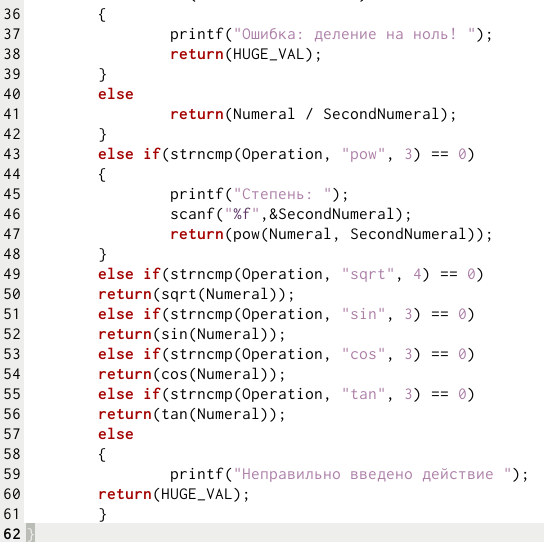 36 {
37 printf("Ошибка: деление на ноль! ");
38 return(HUGE_VAL);
39 }
40 else
41 return(Numeral / SecondNumeral);
42 }
43 else if(strncmp(Operation, "pow", 3) == 0)
44 {
45 printf("Степень: ");
46 scanf("%f",&SecondNumeral);
47 return(pow(Numeral, SecondNumeral));
48 }
49 else if(strncmp(Operation, "sqrt", 4) == 0)
50 return(sqrt(Numeral));
51 else if(strncmp(Operation, "sin", 3) == 0)
52 return(sin(Numeral));
53 else if(strncmp(Operation, "cos", 3) == 0)
54 return(cos(Numeral));
55 else if(strncmp(Operation, "tan", 3) == 0)
56 return(tan(Numeral));
57 else
58 {
59 printf("Неправильно введено действие ");
60 return(HUGE_VAL);
61 }
62 }